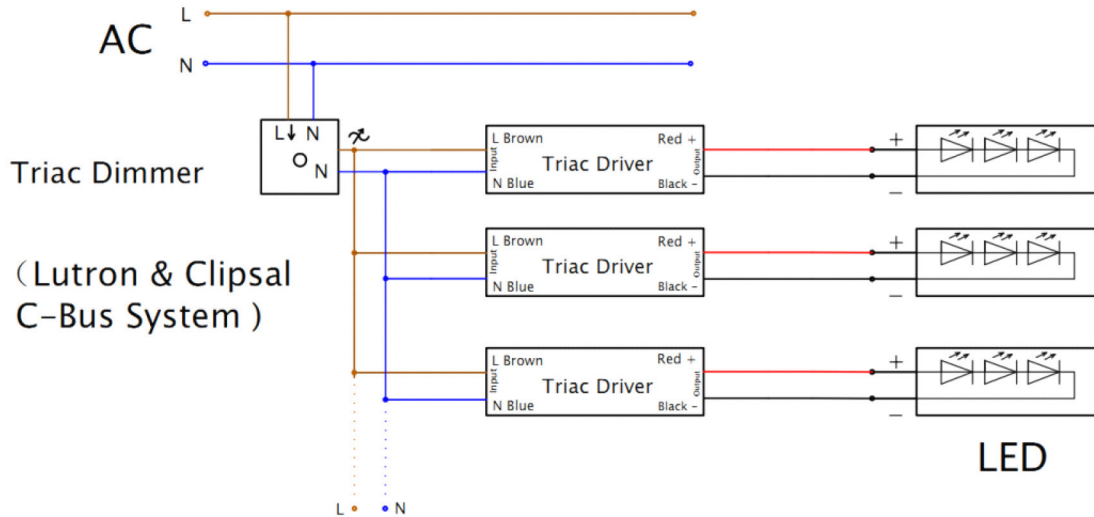 L
AC
N
L↓ N
N
Triac Dimmer
（Lutron & Clipsal
C-Bus System )
L Brown
Input
N Blue
Triac Driver
Red +
Output
Black -
+
−
L Brown
Input
N Blue
Triac Driver
Red +
Output
Black -
+
−
L Brown
Input
N Blue
Triac Driver
Red +
Output
Black -
+
−
LED
L
N